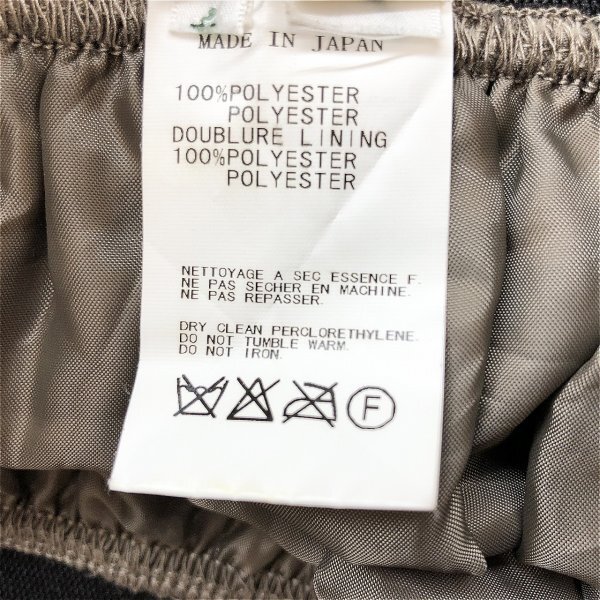 MADE IN JAPAN
100%POLYESTER
POLYESTER
DOUBLURE LINING
100%POLYESTER
POLYESTER
NETTOYAGE A SEC ESSENCE F.
NE PAS SECHER EN MACHINE.
NE PAS REPASSER.
DRY CLEAN PERCLORETHYLENE.
DO NOT TUMBLE WARM.
DO NOT IRON.
F